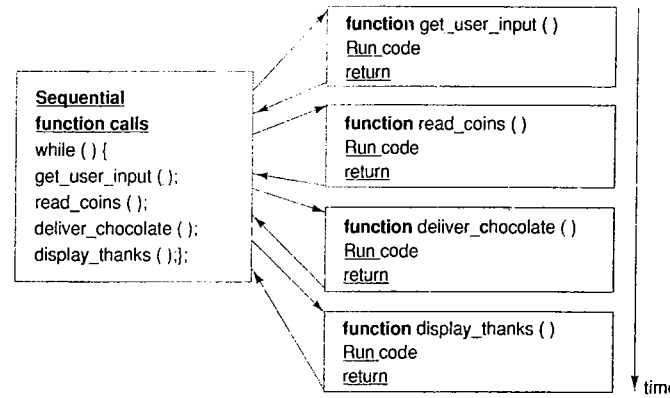 Sequential
function calls
while ( ) {
get_user_input ( );
read_coins ( );
deliver_chocolate ( );
display_thanks ( );};
function get_user_input ( )
Run code
return
function read_coins ( )
Run code
return
function deliver_chocolate ( )
Run code
return
function display_thanks ( )
Run code
return
time